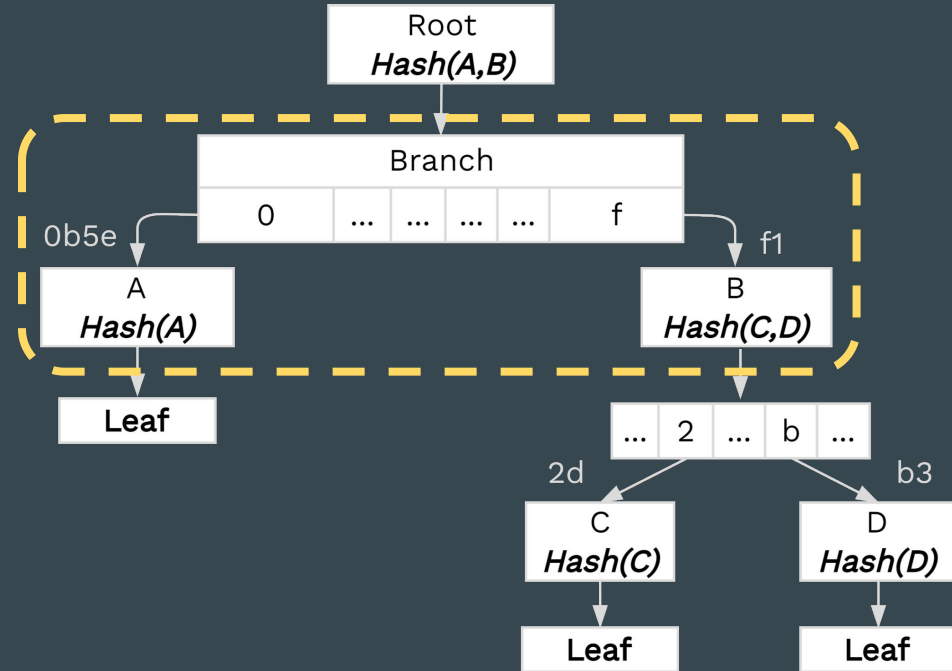 Root
Hash(A,B)
Branch
0 ... ... ... ... f
0b5e
f1
A
Hash(A)
B
Hash(C,D)
Leaf
... 2 ... b ...
2d
b3
C
Hash(C)
D
Hash(D)
Leaf
Leaf